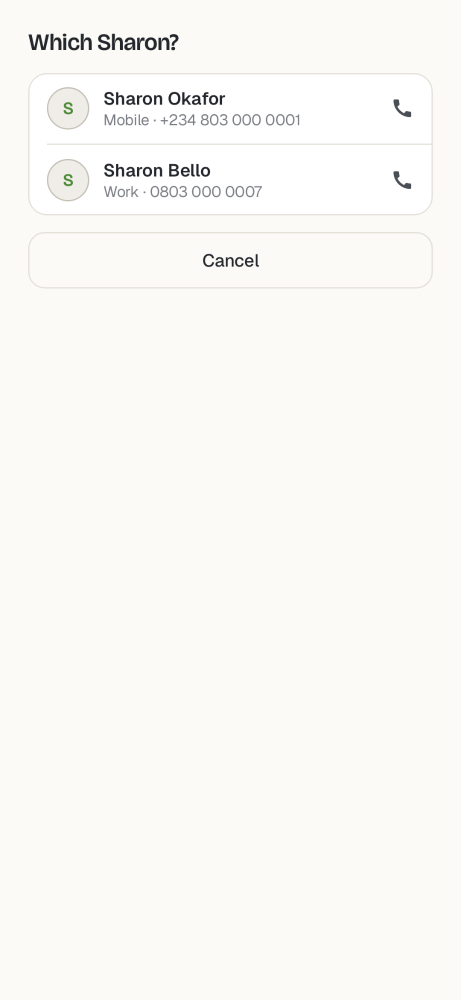 Which Sharon?
S
Sharon Okafor
Mobile · +234 803 000 0001
S
Sharon Bello
Work · 0803 000 0007
Cancel